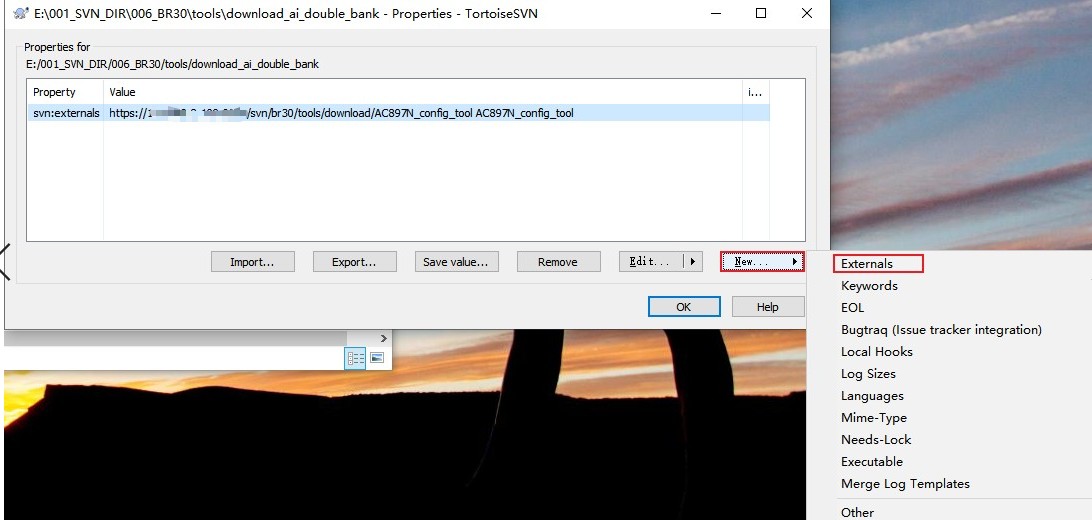 E:\001_SVN_DIR\006_BR30\tools\download_ai_double_bank - Properties - TortoiseSVN
Properties for
E:/001_SVN_DIR/006_BR30/tools/download_ai_double_bank
Property Value i...
svn:externals https:// /svn/br30/tools/download/AC897N_config_tool AC897N_config_tool
Import... Export... Save value... Remove Edit... New...
OK Help
Externals
Keywords
EOL
Bugtraq (Issue tracker integration)
Local Hooks
Log Sizes
Languages
Mime-Type
Needs-Lock
Executable
Merge Log Templates
Other